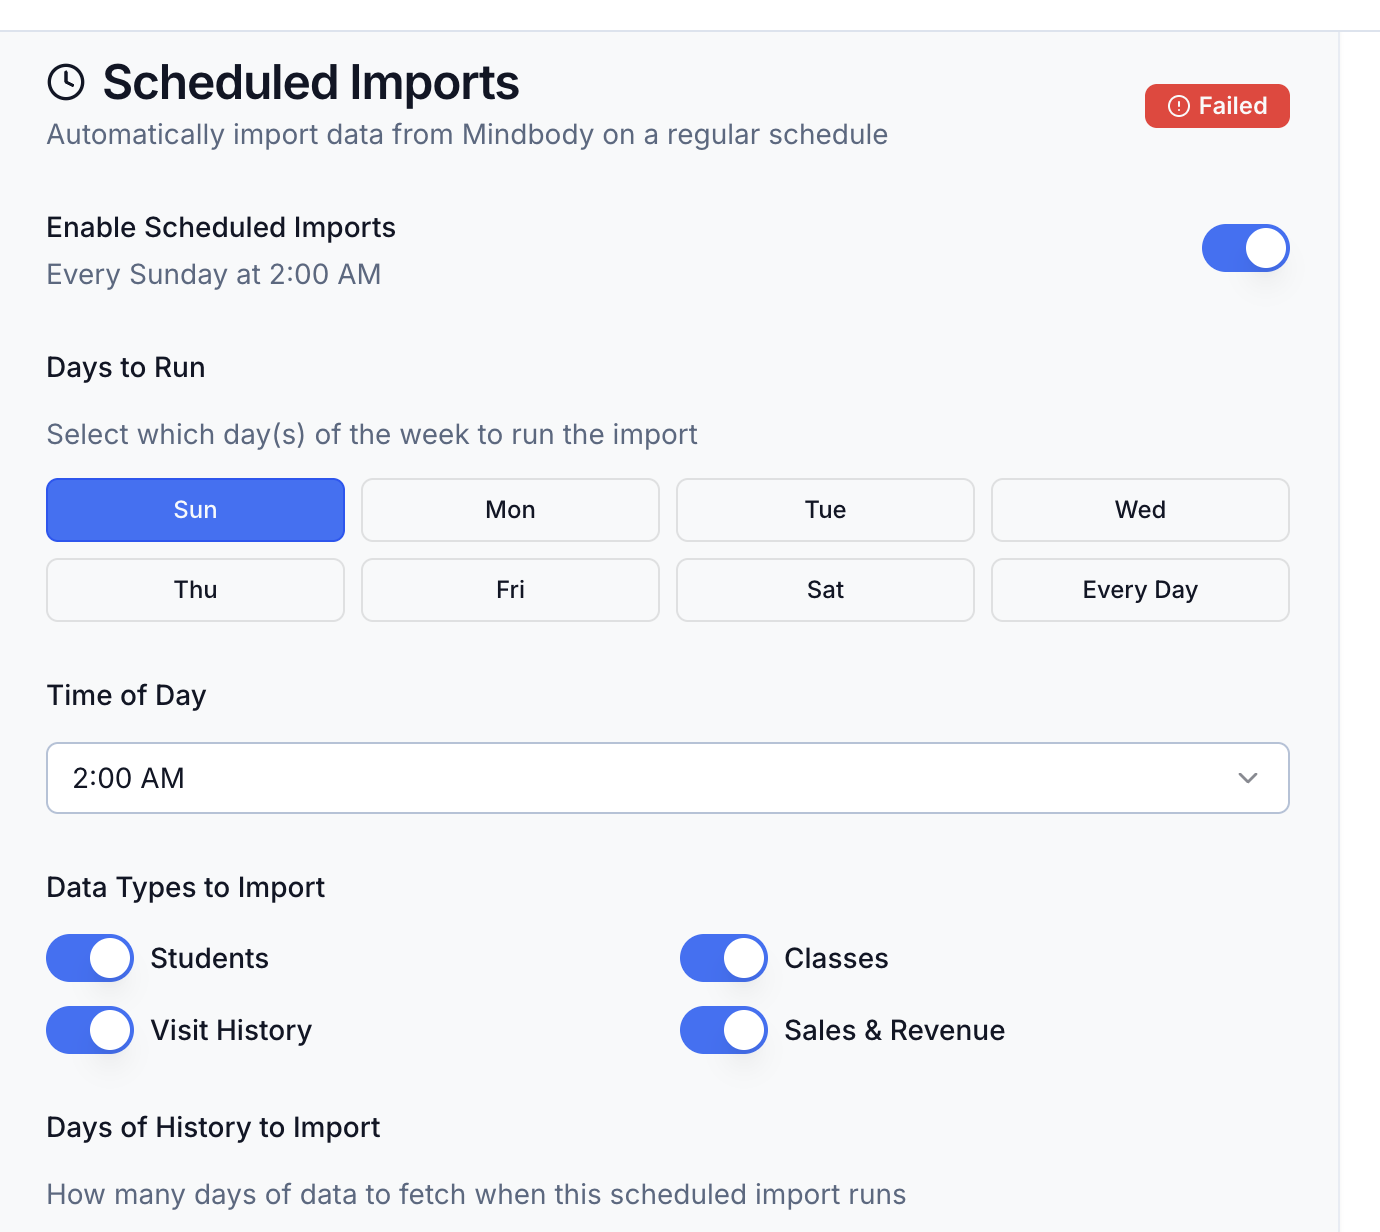 Scheduled Imports
Failed
Automatically import data from Mindbody on a regular schedule
Enable Scheduled Imports
Every Sunday at 2:00 AM
Days to Run
Select which day(s) of the week to run the import
Sun
Mon
Tue
Wed
Thu
Fri
Sat
Every Day
Time of Day
2:00 AM
Data Types to Import
Students
Classes
Visit History
Sales & Revenue
Days of History to Import
How many days of data to fetch when this scheduled import runs